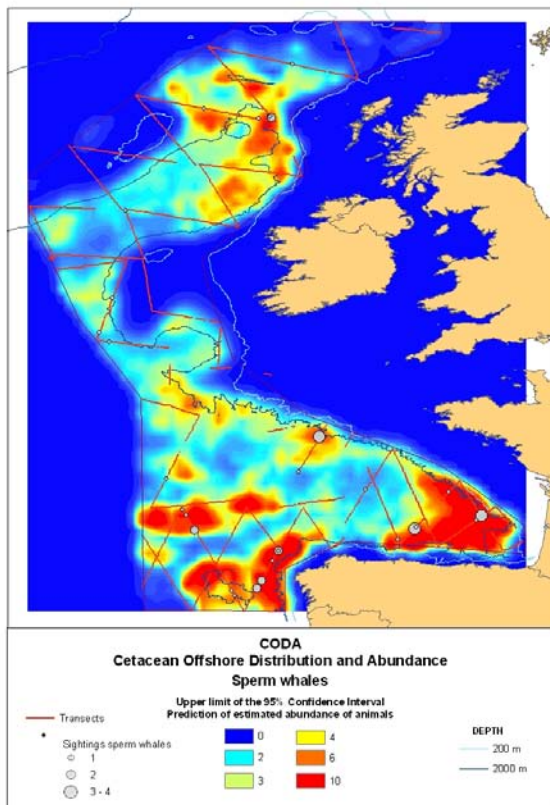 CODA
Cetacean Offshore Distribution and Abundance
Sperm whales
Upper limit of the 95% Confidence Interval
Prediction of estimated abundance of animals
Transects
Sightings sperm whales
1
2
3 - 4
0
2
3
4
6
10
DEPTH
200 m
2000 m